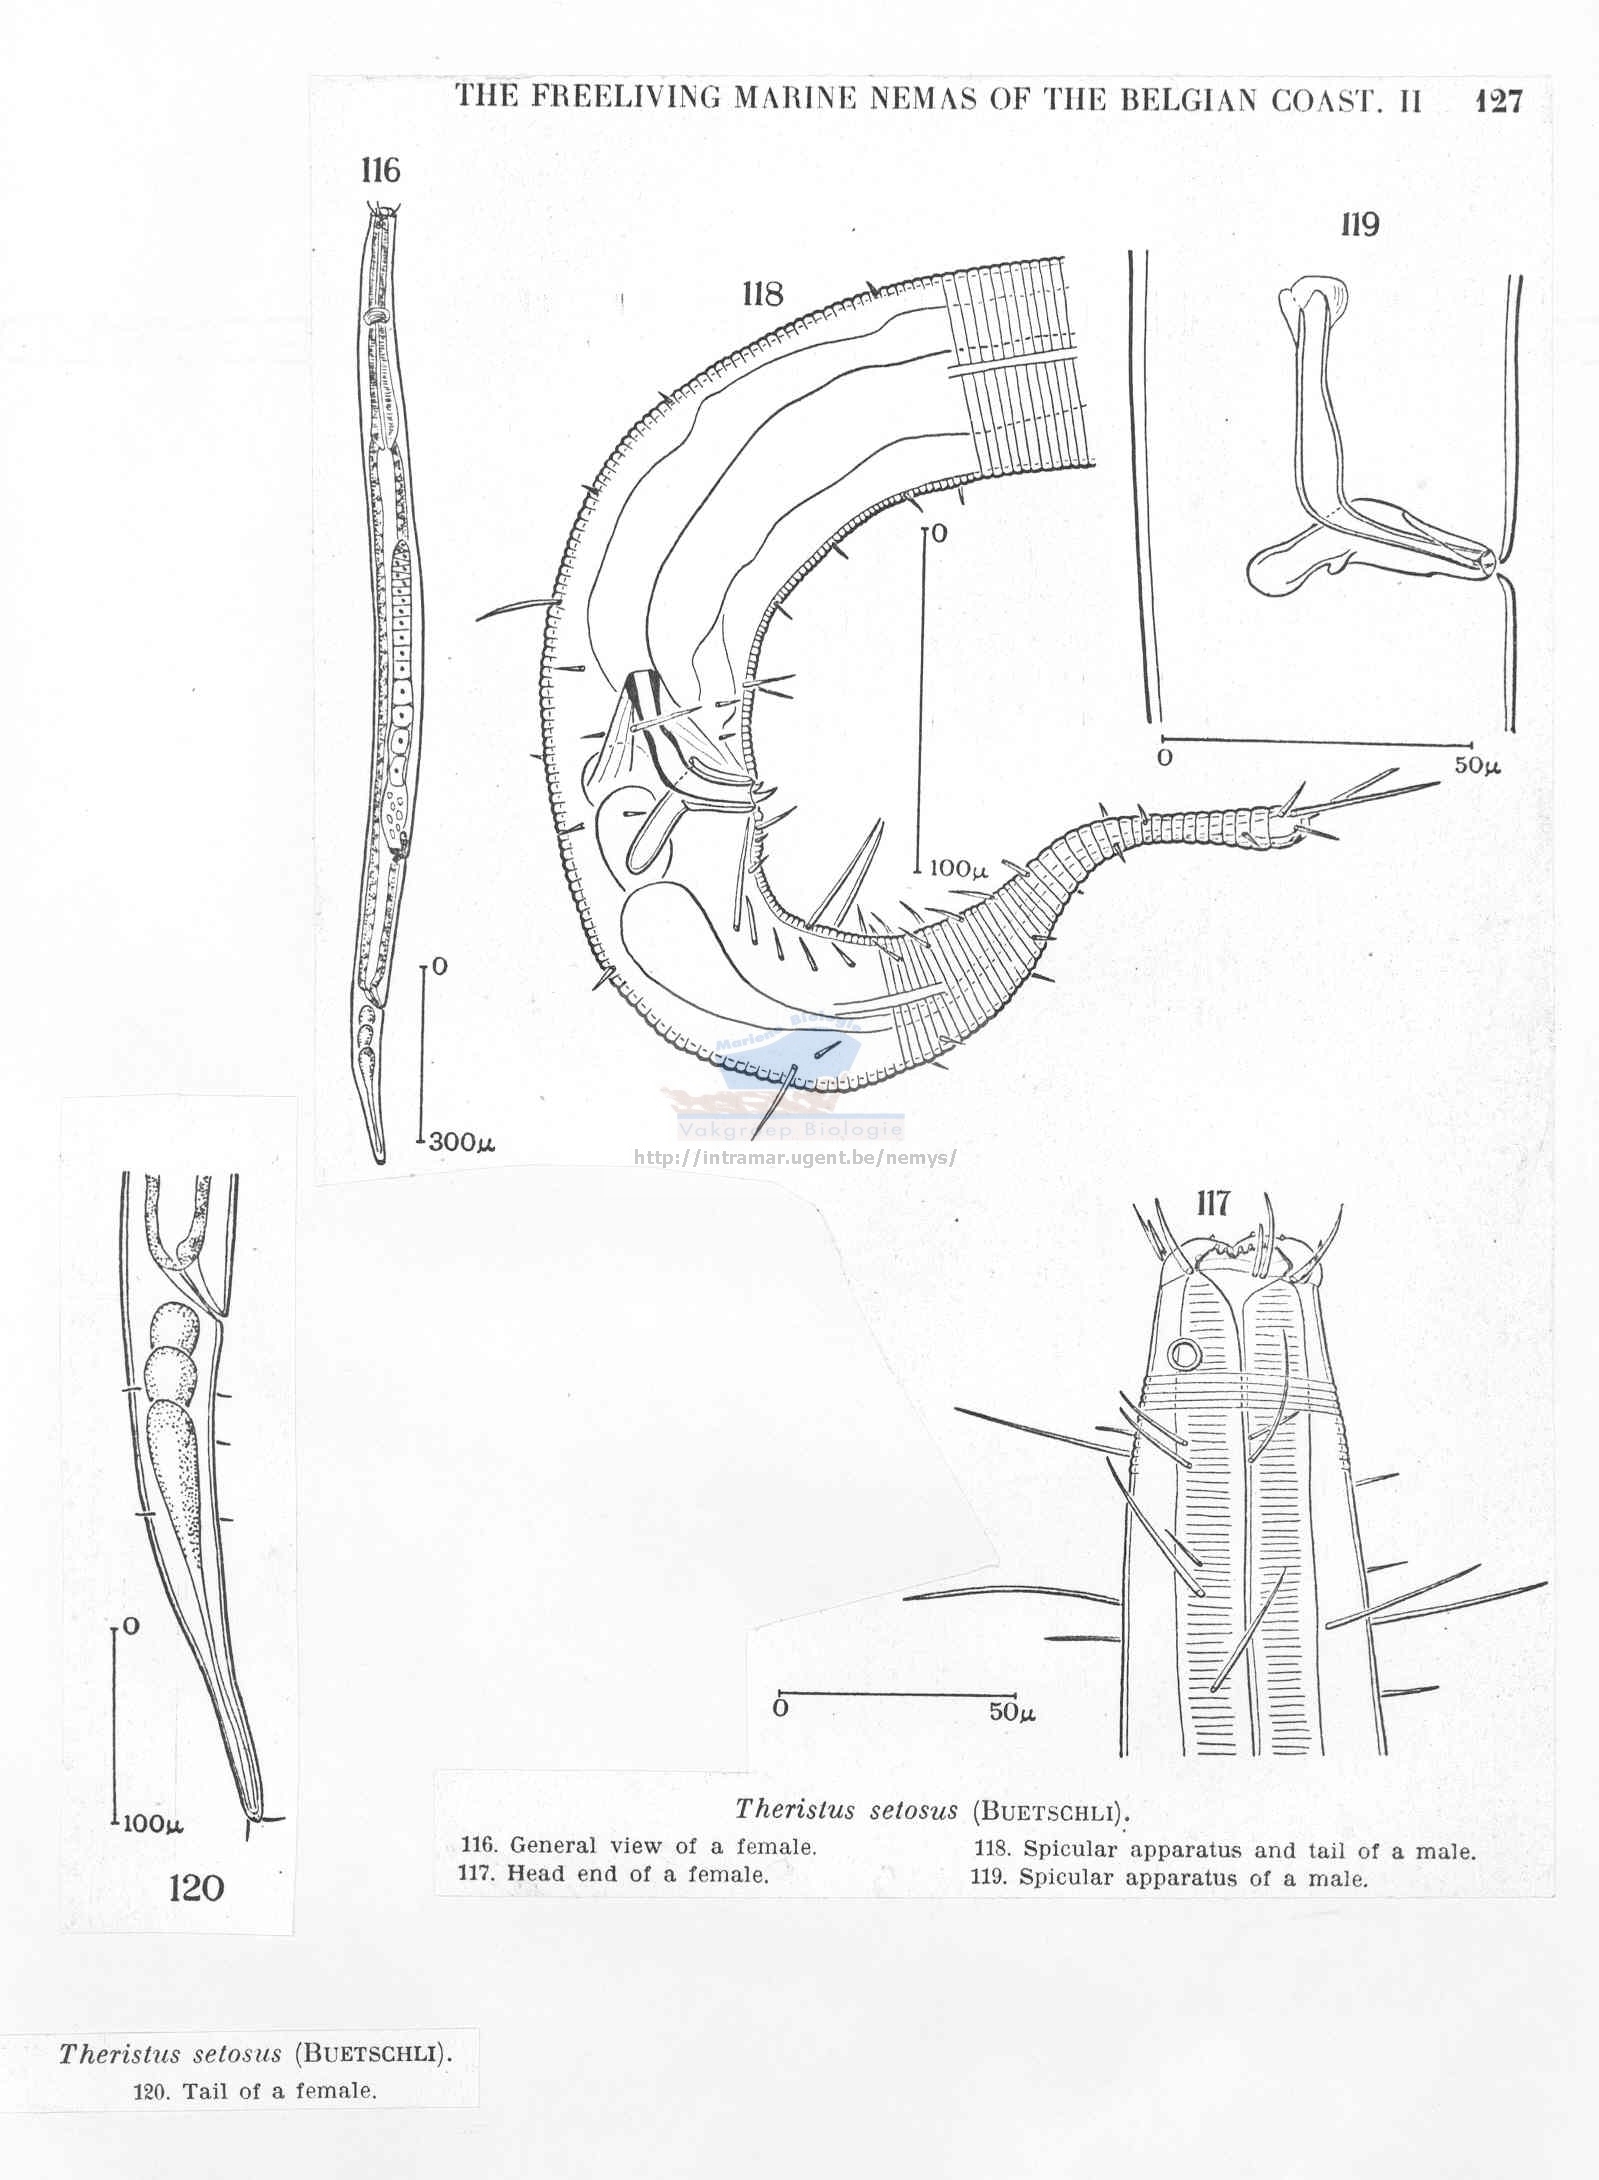 THE FREELIVING MARINE NEMAS OF THE BELGIAN COAST. II 127
116
119
118
0
100µ
0
50µ
0
300µ
Mariene Biologie
Vakgroep Biologie
http://intramar.ugent.be/nemys/
117
0
50µ
0
100µ
120
Theristus setosus (BUETSCHLI).
116. General view of a female.
117. Head end of a female.
118. Spicular apparatus and tail of a male.
119. Spicular apparatus of a male.
Theristus setosus (BUETSCHLI).
120. Tail of a female.